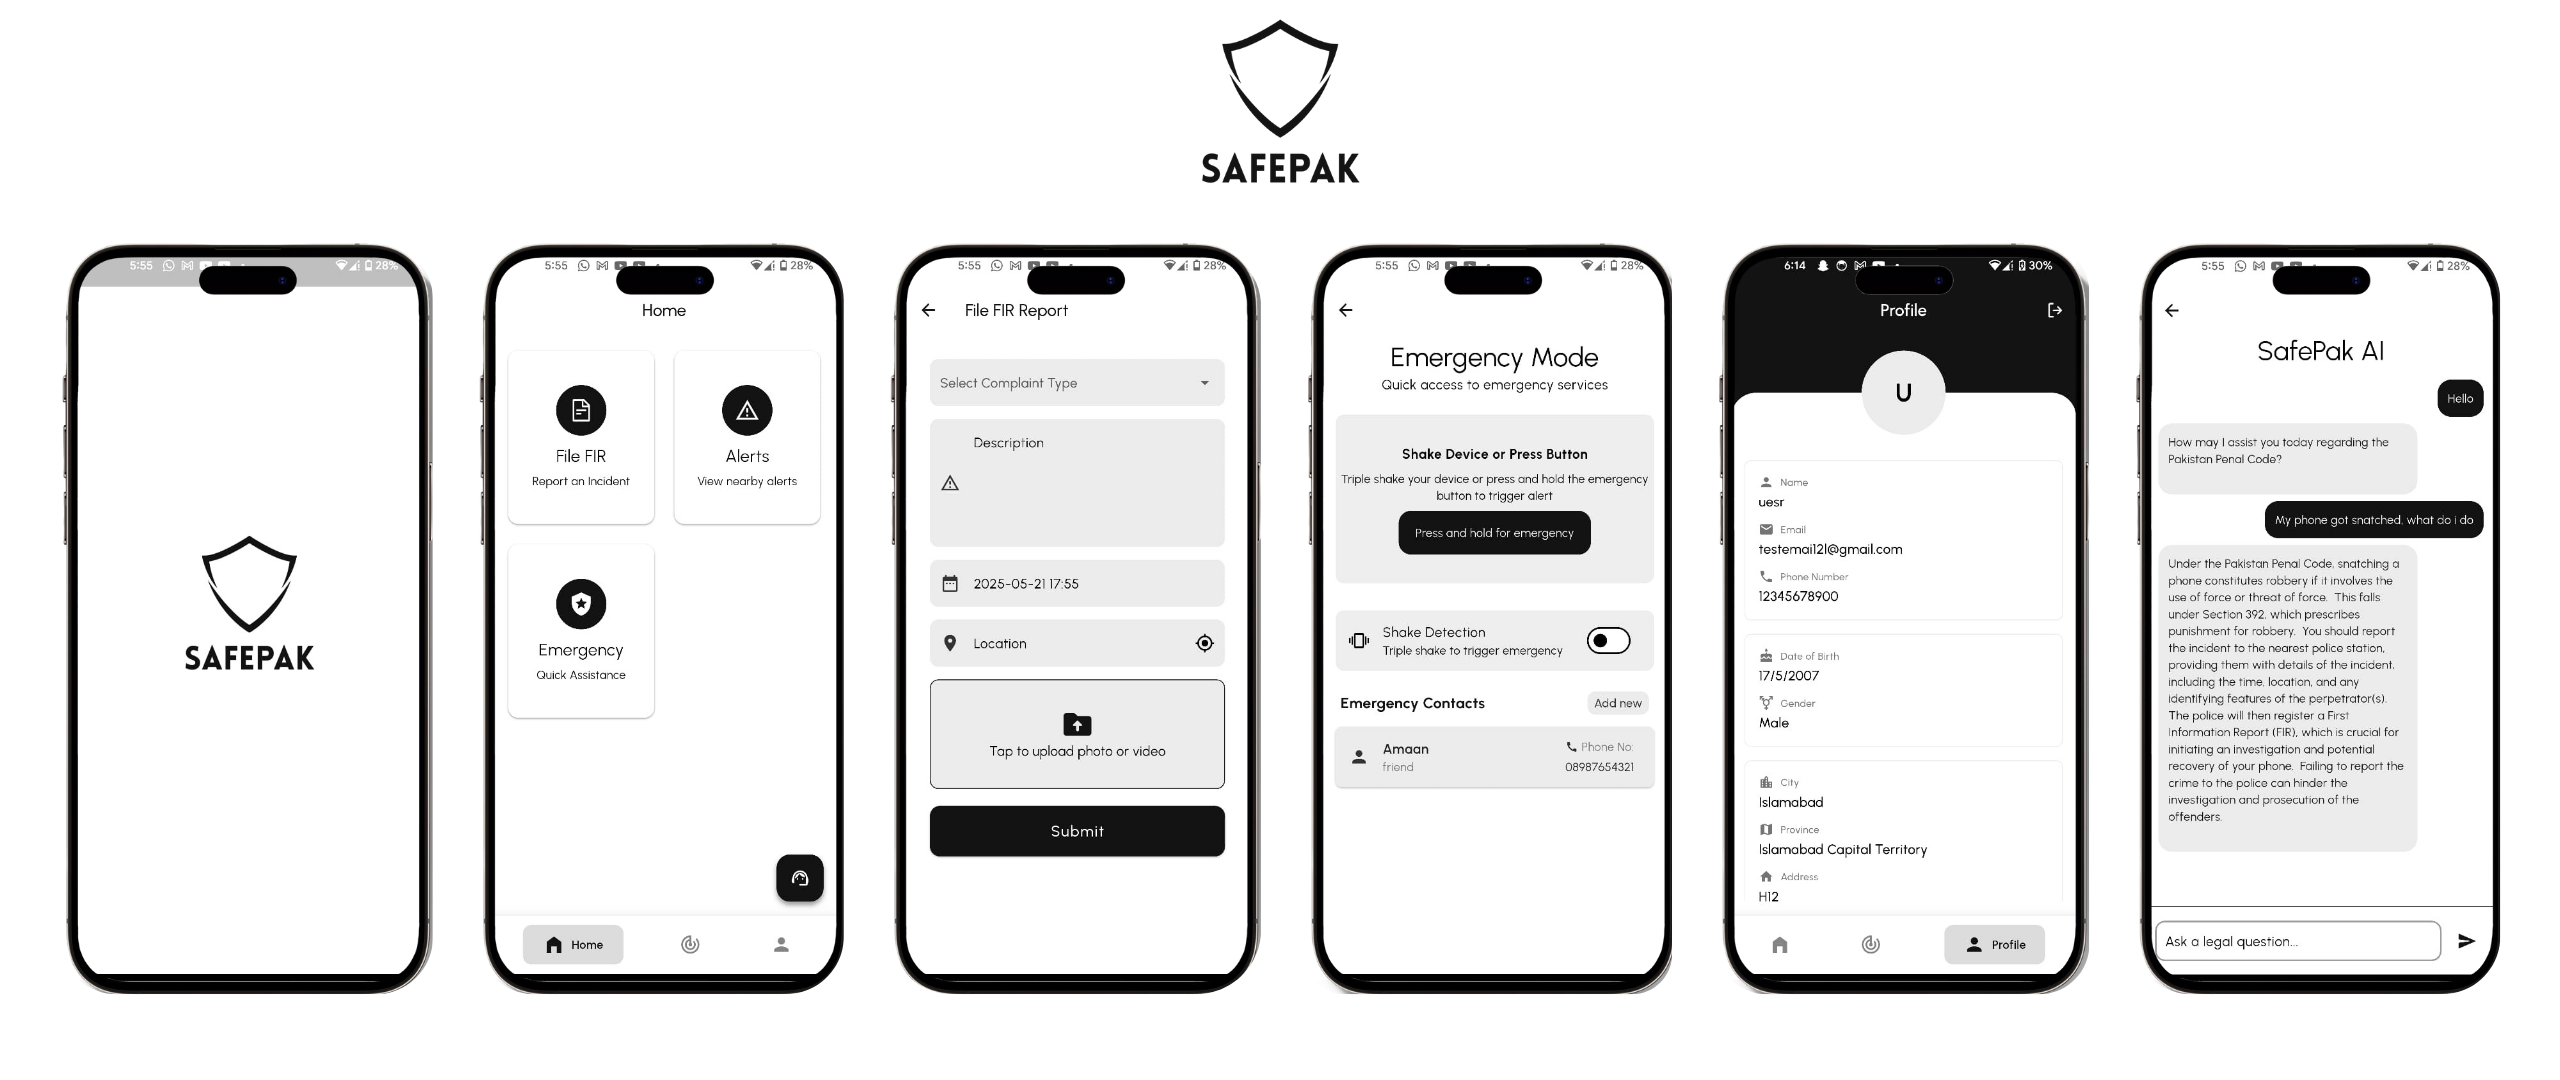 SAFEPAK
5:55
28%
SAFEPAK
5:55
28%
Home
File FIR
Report an Incident
Alerts
View nearby alerts
Emergency
Quick Assistance
Home
5:55
28%
File FIR Report
Select Complaint Type
Description
2025-05-21 17:55
Location
Tap to upload photo or video
Submit
5:55
28%
Emergency Mode
Quick access to emergency services
Shake Device or Press Button
Triple shake your device or press and hold the emergency
button to trigger alert
Press and hold for emergency
Shake Detection
Triple shake to trigger emergency
Emergency Contacts
Add new
Amaan
friend
Phone No:
08987654321
6:14
30%
Profile
U
Name
uesr
Email
testemai12l@gmail.com
Phone Number
12345678900
Date of Birth
17/5/2007
Gender
Male
City
Islamabad
Province
Islamabad Capital Territory
Address
H12
Profile
5:55
28%
SafePak AI
Hello
How may I assist you today regarding the
Pakistan Penal Code?
My phone got snatched, what do i do
Under the Pakistan Penal Code, snatching a
phone constitutes robbery if it involves the
use of force or threat of force. This falls
under Section 392, which prescribes
punishment for robbery. You should report
the incident to the nearest police station,
providing them with details of the incident,
including the time, location, and any
identifying features of the perpetrator(s).
The police will then register a First
Information Report (FIR), which is crucial for
initiating an investigation and potential
recovery of your phone. Failing to report the
crime to the police can hinder the
investigation and prosecution of the
offenders.
Ask a legal question...